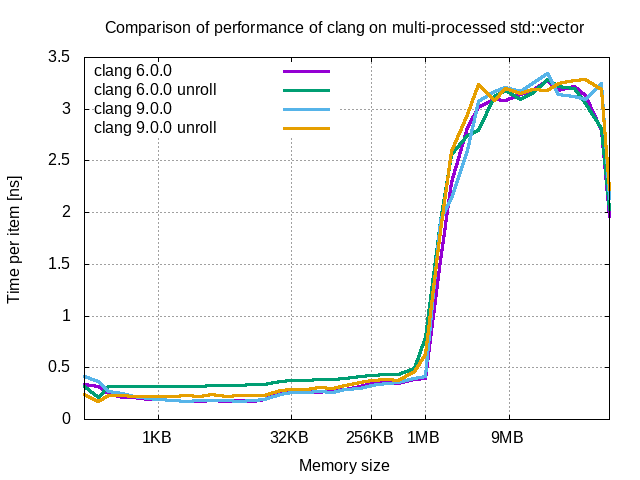 Comparison of performance of clang on multi-processed std::vector
3.5
3
2.5
2
1.5
1
0.5
0
Time per item [ns]
clang 6.0.0
clang 6.0.0 unroll
clang 9.0.0
clang 9.0.0 unroll
1KB 32KB 256KB 1MB 9MB
Memory size